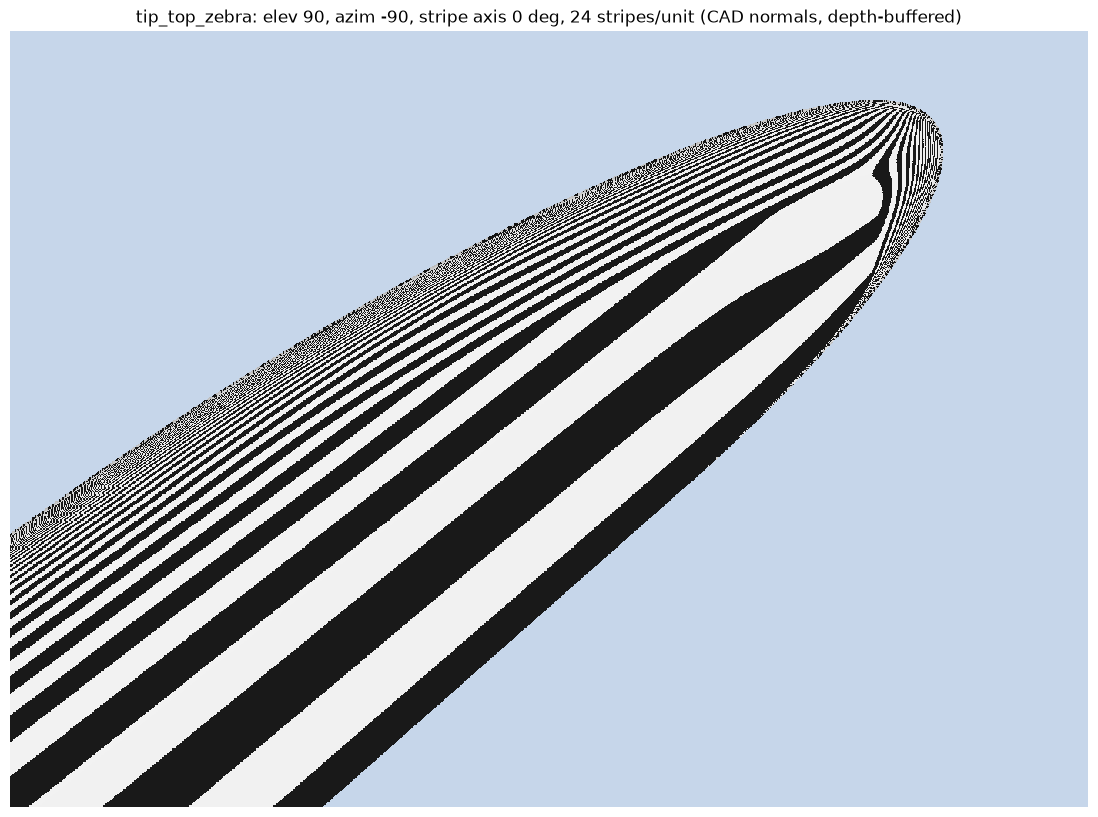 tip_top_zebra: elev 90, azim -90, stripe axis 0 deg, 24 stripes/unit (CAD normals, depth-buffered)